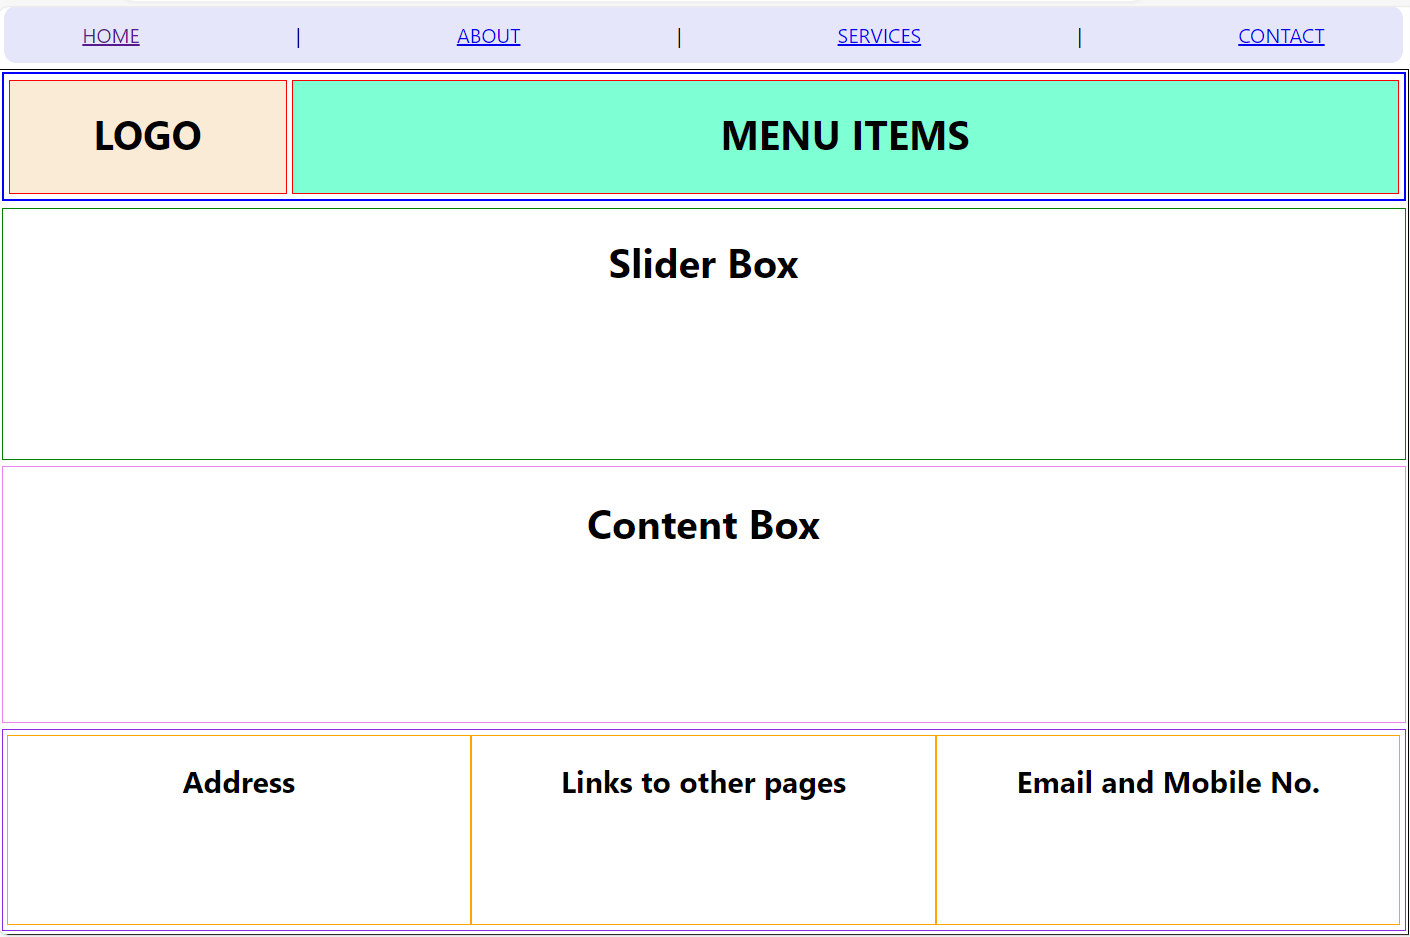 HOME | ABOUT | SERVICES | CONTACT
LOGO MENU ITEMS
Slider Box
Content Box
Address Links to other pages Email and Mobile No.